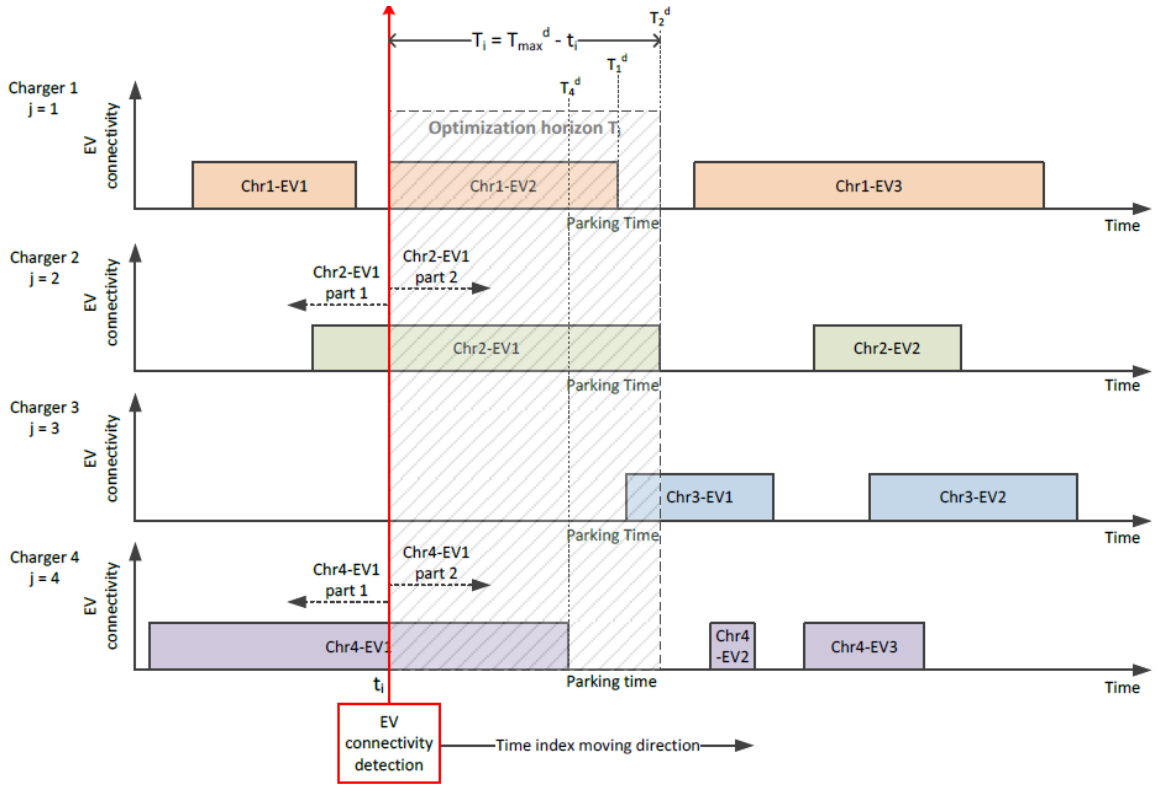 T₂ᵈ
Tᵢ = Tₘₐₓᵈ - tᵢ
T₁ᵈ
T₄ᵈ
Charger 1
j = 1
EV
connectivity
Optimization horizon Tᵢ
Chr1-EV1
Chr1-EV2
Chr1-EV3
Parking Time
Time
Charger 2
j = 2
EV
connectivity
Chr2-EV1
part 1
Chr2-EV1
part 2
Chr2-EV1
Chr2-EV2
Parking Time
Time
Charger 3
j = 3
EV
connectivity
Chr3-EV1
Chr3-EV2
Parking Time
Time
Charger 4
j = 4
EV
connectivity
Chr4-EV1
part 1
Chr4-EV1
part 2
Chr4-EV1
Chr4
-EV2
Chr4-EV3
tᵢ
Parking time
Time
EV
connectivity
detection
Time index moving direction